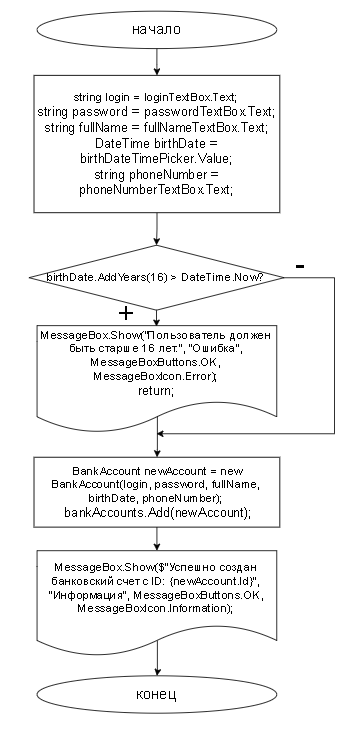 начало
string login = loginTextBox.Text;
string password = passwordTextBox.Text;
string fullName = fullNameTextBox.Text;
DateTime birthDate =
birthDateTimePicker.Value;
string phoneNumber =
phoneNumberTextBox.Text;
birthDate.AddYears(16) > DateTime.Now?
-
+
MessageBox.Show("Пользователь должен
быть старше 16 лет.", "Ошибка",
MessageBoxButtons.OK,
MessageBoxIcon.Error);
return;
BankAccount newAccount = new
BankAccount(login, password, fullName,
birthDate, phoneNumber);
bankAccounts.Add(newAccount);
MessageBox.Show($"Успешно создан
банковский счет с ID: {newAccount.Id}",
"Информация", MessageBoxButtons.OK,
MessageBoxIcon.Information);
конец